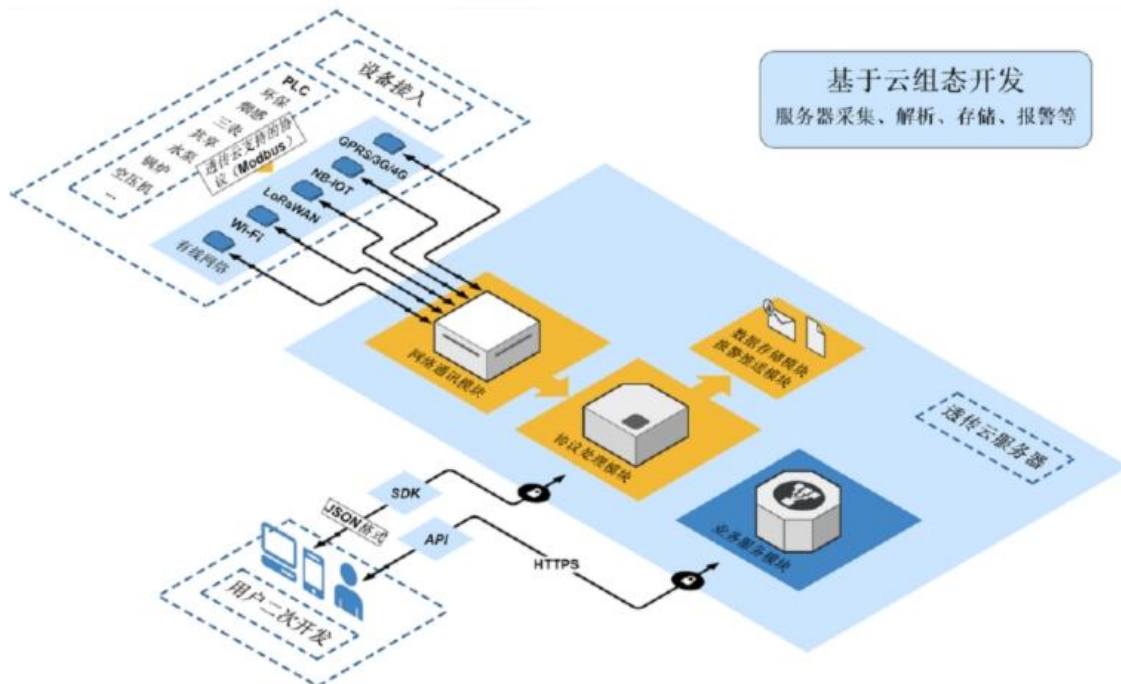 基于云组态开发
服务器采集、解析、存储、报警等
设备接入
PLC
环保
烟感
三表
共享
水泵
锅炉
空压机
...
透传云支持的协
议（Modbus）
GPRS/3G/4G
NB-IOT
LoRaWAN
Wi-Fi
有线网络
网络通讯模块
协议处理模块
数据存储模块
报警推送模块
透传云服务器
业务服务模块
SDK
JSON格式
API
HTTPS
用户二次开发